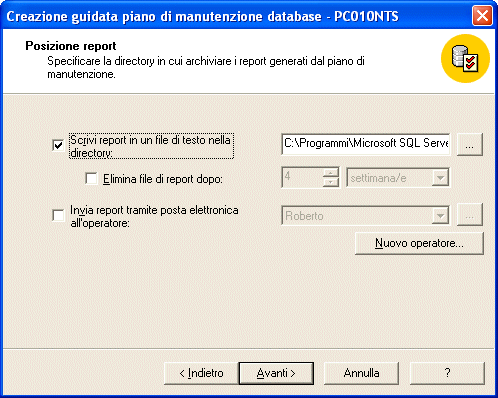 Creazione guidata piano di manutenzione database - PC010NTS
Posizione report
Specificare la directory in cui archiviare i report generati dal piano di
manutenzione.
Scrivi report in un file di testo nella
directory:
C:\Programmi\Microsoft SQL Serve
...
Elimina file di report dopo:
4
settimana/e
Invia report tramite posta elettronica
all'operatore:
Roberto
...
Nuovo operatore...
< Indietro
Avanti >
Annulla
?